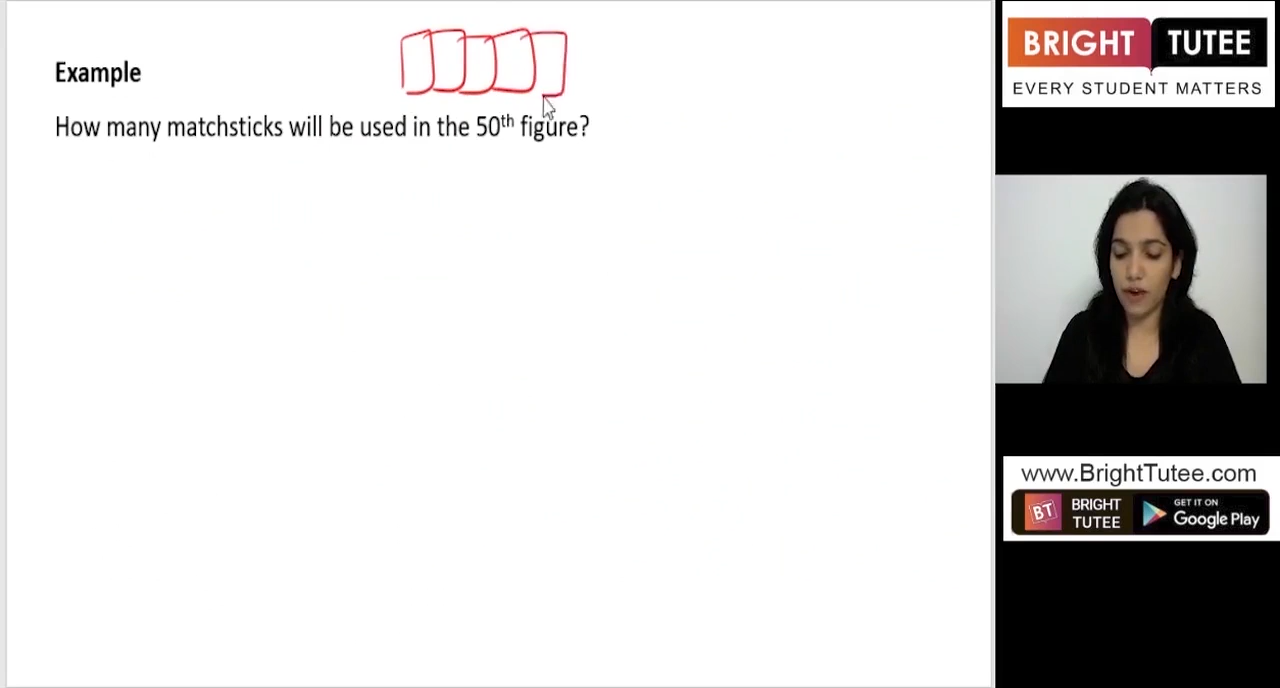 Example
How many matchsticks will be used in the 50th figure?
BRIGHT TUTEE
EVERY STUDENT MATTERS
www.BrightTutee.com
BT
BRIGHT
TUTEE
GET IT ON
Google Play